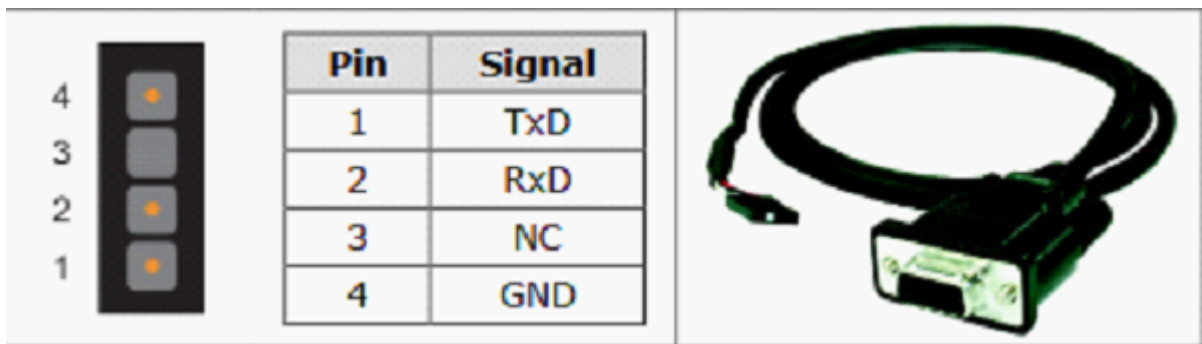 4
3
2
1
Pin Signal
1 TxD
2 RxD
3 NC
4 GND